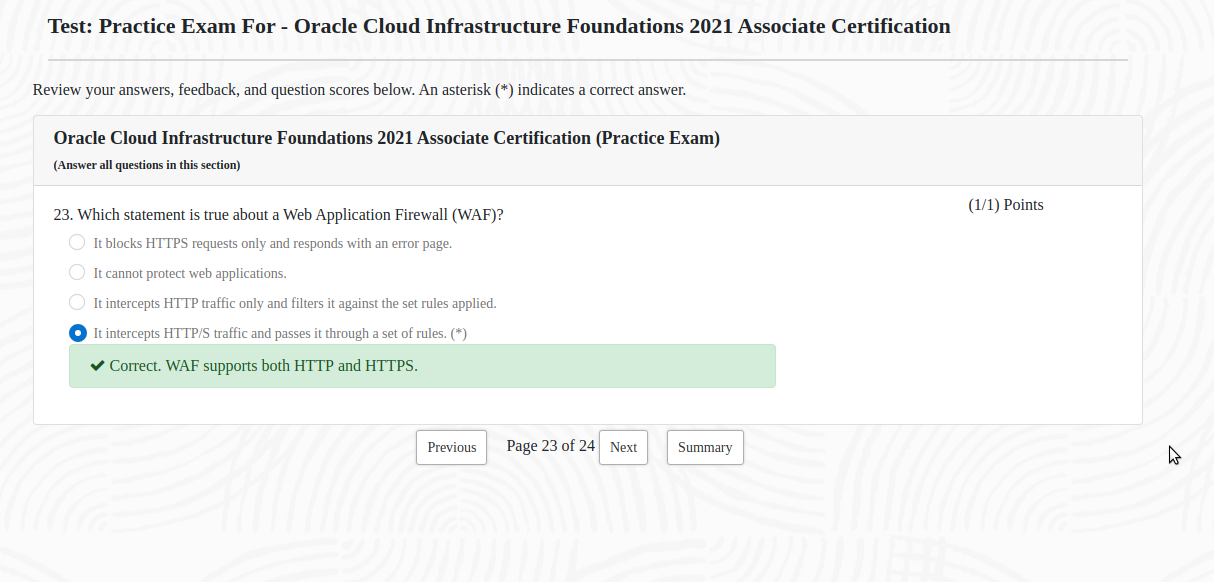 Test: Practice Exam For - Oracle Cloud Infrastructure Foundations 2021 Associate Certification
Review your answers, feedback, and question scores below. An asterisk (*) indicates a correct answer.
Oracle Cloud Infrastructure Foundations 2021 Associate Certification (Practice Exam)
(Answer all questions in this section)
23. Which statement is true about a Web Application Firewall (WAF)?
(1/1) Points
It blocks HTTPS requests only and responds with an error page.
It cannot protect web applications.
It intercepts HTTP traffic only and filters it against the set rules applied.
It intercepts HTTP/S traffic and passes it through a set of rules. (*)
Correct. WAF supports both HTTP and HTTPS.
Previous Page 23 of 24 Next Summary